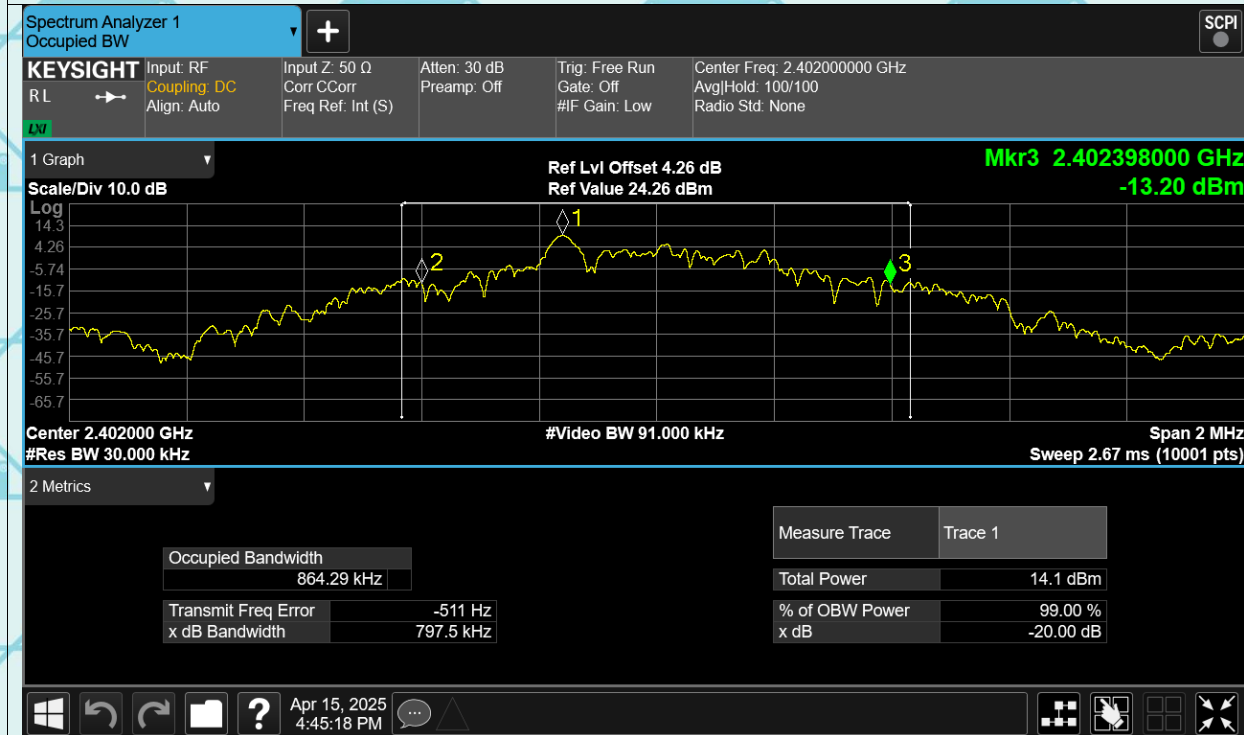 Spectrum Analyzer 1
Occupied BW
SCPI
KEYSIGHT
R L
LXI
Input: RF
Coupling: DC
Align: Auto
Input Z: 50 Ω
Corr CCorr
Freq Ref: Int (S)
Atten: 30 dB
Preamp: Off
Trig: Free Run
Gate: Off
#IF Gain: Low
Center Freq: 2.402000000 GHz
Avg|Hold: 100/100
Radio Std: None
1 Graph
Scale/Div 10.0 dB
Ref Lvl Offset 4.26 dB
Ref Value 24.26 dBm
Mkr3 2.402398000 GHz
-13.20 dBm
Log
14.3
4.26
-5.74
-15.7
-25.7
-35.7
-45.7
-55.7
-65.7
1
2
3
Center 2.402000 GHz
#Video BW 91.000 kHz
Span 2 MHz
#Res BW 30.000 kHz
Sweep 2.67 ms (10001 pts)
2 Metrics
Occupied Bandwidth
864.29 kHz
Transmit Freq Error -511 Hz
x dB Bandwidth 797.5 kHz
Measure Trace Trace 1
Total Power 14.1 dBm
% of OBW Power 99.00 %
x dB -20.00 dB
?
Apr 15, 2025
4:45:18 PM